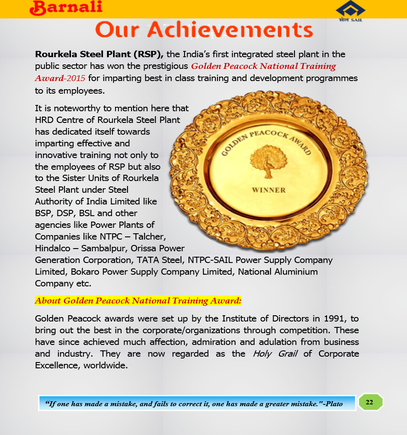 Barnali
सेल SAIL
Our Achievements
Rourkela Steel Plant (RSP), the India's first integrated steel plant in the
public sector has won the prestigious Golden Peacock National Training
Award-2015 for imparting best in class training and development programmes
to its employees.
It is noteworthy to mention here that
HRD Centre of Rourkela Steel Plant
has dedicated itself towards
imparting effective and
innovative training not only to
the employees of RSP but also
to the Sister Units of Rourkela
Steel Plant under Steel
Authority of India Limited like
BSP, DSP, BSL and other
agencies like Power Plants of
Companies like NTPC – Talcher,
Hindalco – Sambalpur, Orissa Power
Generation Corporation, TATA Steel, NTPC-SAIL Power Supply Company
Limited, Bokaro Power Supply Company Limited, National Aluminium
Company etc.
GOLDEN PEACOCK AWARD
WINNER
About Golden Peacock National Training Award:
Golden Peacock awards were set up by the Institute of Directors in 1991, to
bring out the best in the corporate/organizations through competition. These
have since achieved much affection, admiration and adulation from business
and industry. They are now regarded as the Holy Grail of Corporate
Excellence, worldwide.
"If one has made a mistake, and fails to correct it, one has made a greater mistake."-Plato
22